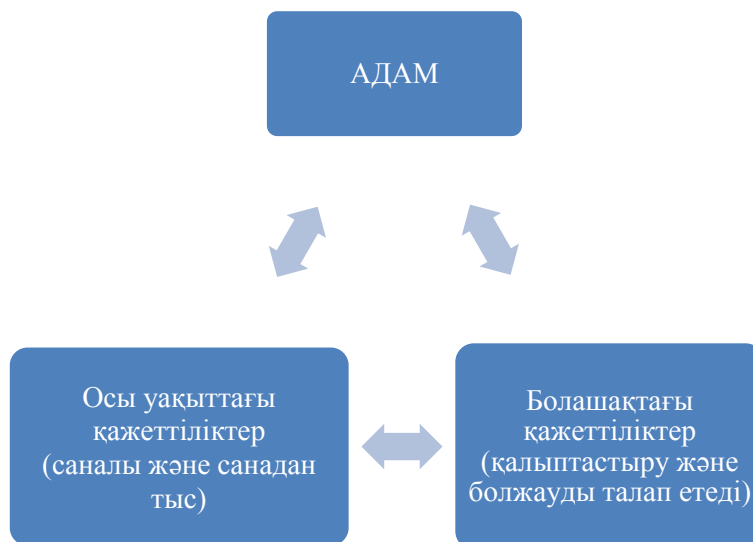 АДАМ
Осы уақыттағы
қажеттіліктер
(саналы және санадан
тыс)
Болашақтағы
қажеттіліктер
(қалыптастыру және
болжауды талап етеді)